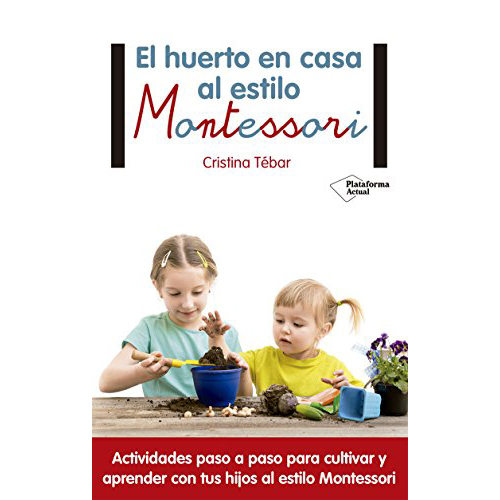 El huerto en casa
al estilo
Montessori
Cristina Tébar
Plataforma
Actual
Actividades paso a paso para cultivar y
aprender con tus hijos al estilo Montessori